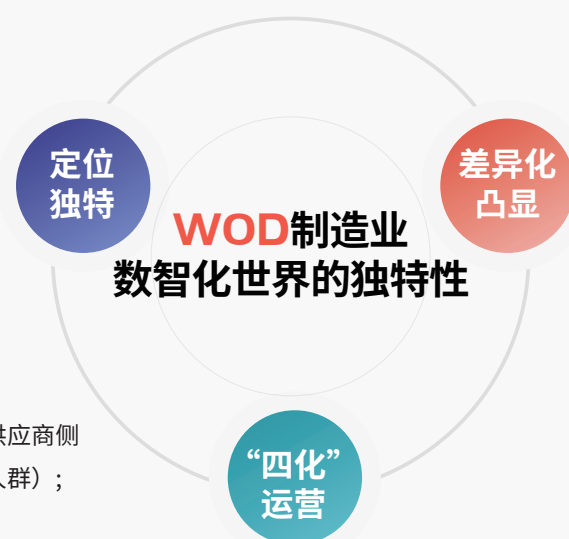 定位
独特
差异化
凸显
WOD制造业
数智化世界的独特性
供应商侧
人群）；
“四化”
运营